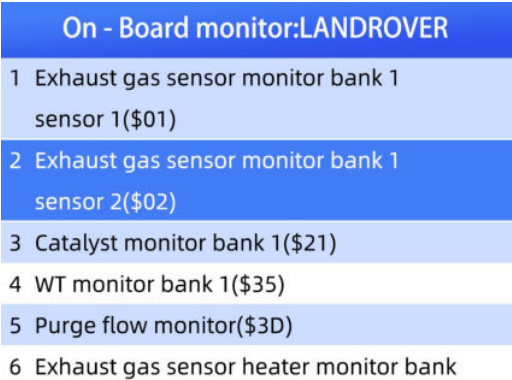 On - Board monitor:LANDROVER
1 Exhaust gas sensor monitor bank 1
sensor 1($01)
2 Exhaust gas sensor monitor bank 1
sensor 2($02)
3 Catalyst monitor bank 1($21)
4 WT monitor bank 1($35)
5 Purge flow monitor($3D)
6 Exhaust gas sensor heater monitor bank